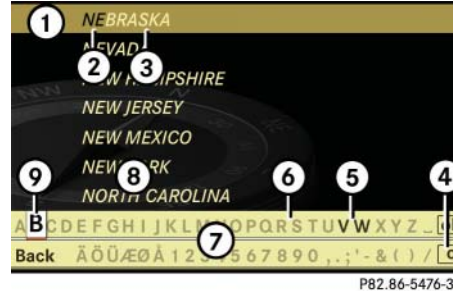 1 NEBRASKA
2 3
NEVADA
NEW HAMPSHIRE
NEW JERSEY
NEW MEXICO
NEW YORK
9 8 6 5 4
NORTH CAROLINA
A B C D E F G H I J K L M N O P Q R S T U V W X Y Z _
7
Back Ä Ö Ü Æ Ø Å 1 2 3 4 5 6 7 8 9 0 , . ; ' - & ( ) /
P82.86-5476-3